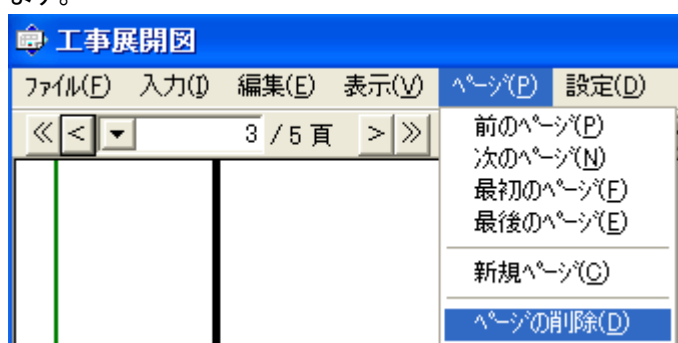 ます。
工事展開図
ファイル(F) 入力(I) 編集(E) 表示(V) ページ(P) 設定(D)
≪ < ▼ 3 / 5 頁 > ≫
前のページ(P)
次のページ(N)
最初のページ(F)
最後のページ(E)
新規ページ(C)
ページの削除(D)